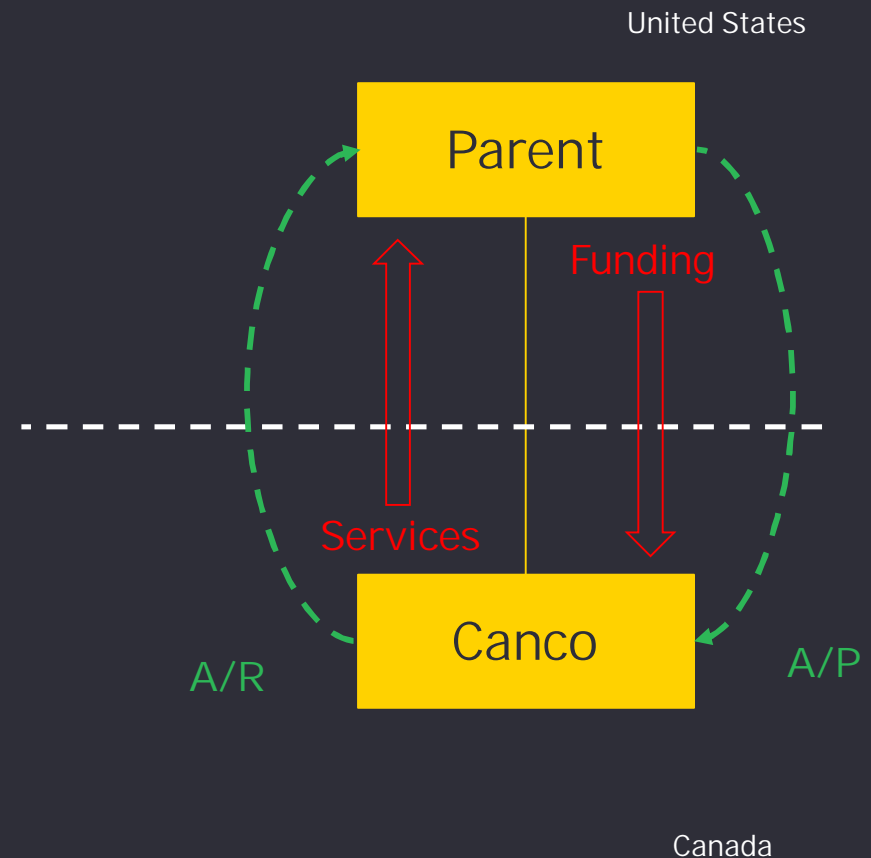 United States
Parent
Funding
Services
Canco
A/R
A/P
Canada